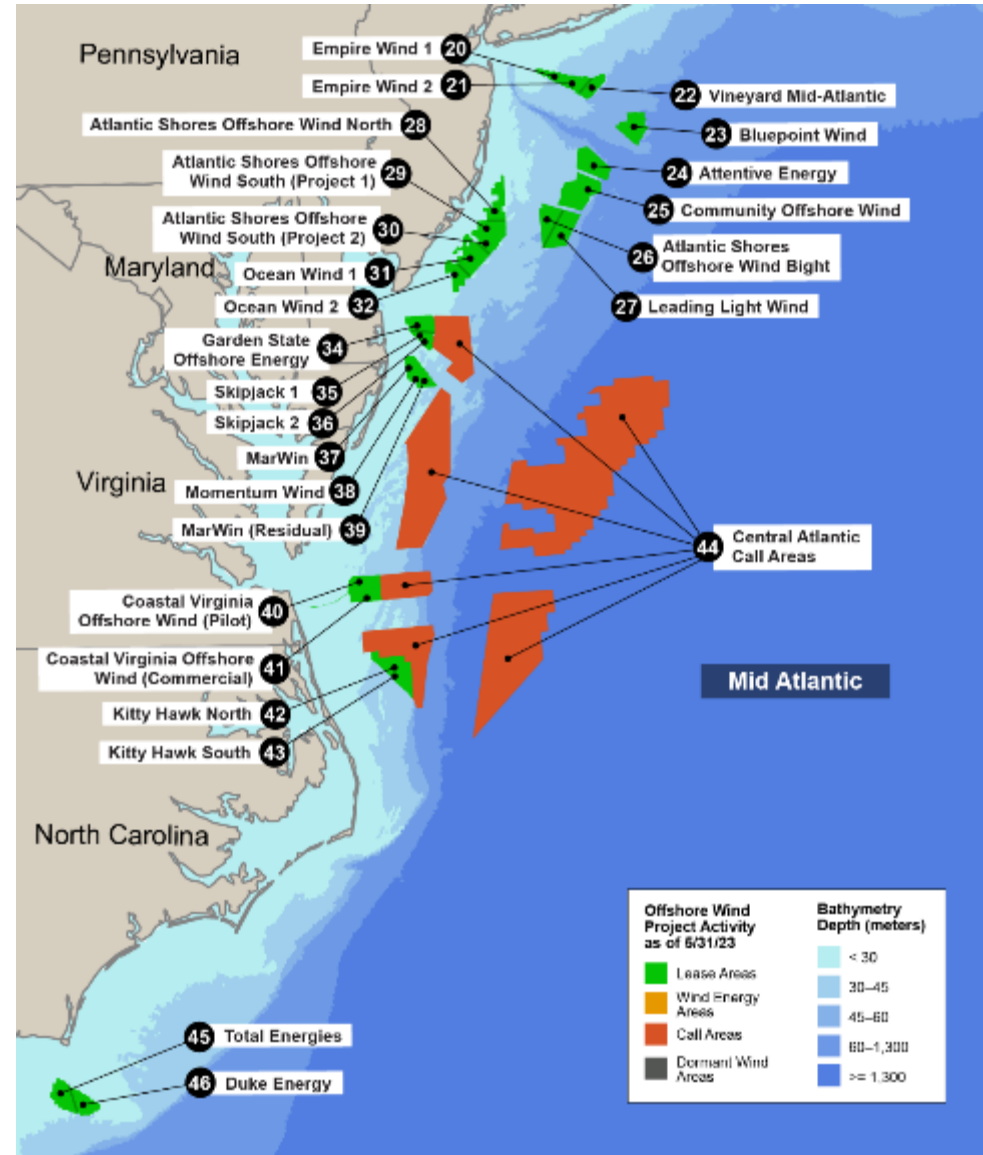 Pennsylvania
Empire Wind 1 20
Empire Wind 2 21
22 Vineyard Mid-Atlantic
Atlantic Shores Offshore Wind North 28
23 Bluepoint Wind
Atlantic Shores Offshore
Wind South (Project 1) 29
24 Attentive Energy
25 Community Offshore Wind
Atlantic Shores Offshore
Wind South (Project 2) 30
26 Atlantic Shores
Offshore Wind Bight
Maryland
Ocean Wind 1 31
Ocean Wind 2 32
27 Leading Light Wind
Garden State
Offshore Energy 34
Skipjack 1 35
Skipjack 2 36
MarWin 37
Virginia
Momentum Wind 38
MarWin (Residual) 39
44 Central Atlantic
Call Areas
Coastal Virginia
Offshore Wind (Pilot) 40
Coastal Virginia Offshore
Wind (Commercial) 41
Mid Atlantic
Kitty Hawk North 42
Kitty Hawk South 43
North Carolina
Offshore Wind
Project Activity
as of 5/31/23
Lease Areas
Wind Energy
Areas
Call Areas
Dormant Wind
Areas
Bathymetry
Depth (meters)
< 30
30–45
45–60
60–1,300
>= 1,300
45 Total Energies
46 Duke Energy